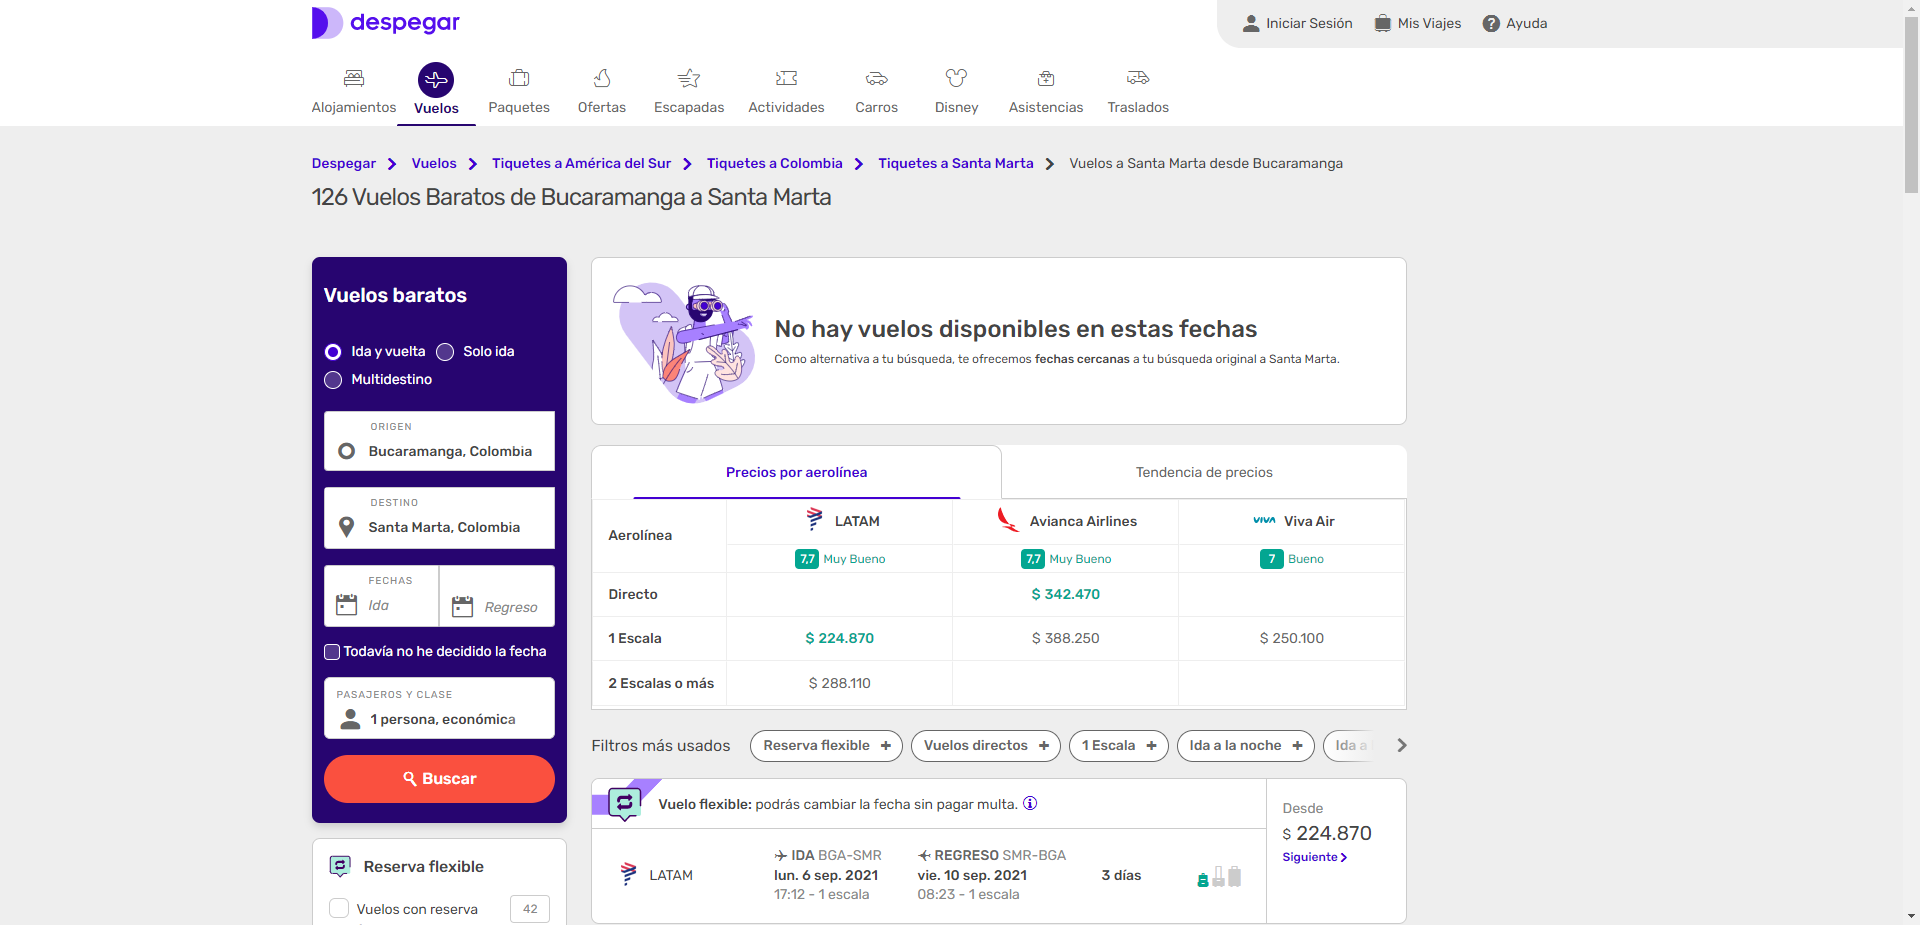 despegar
Iniciar Sesión
Mis Viajes
Ayuda
Alojamientos
Vuelos
Paquetes
Ofertas
Escapadas
Actividades
Carros
Disney
Asistencias
Traslados
Despegar
Vuelos
Tiquetes a América del Sur
Tiquetes a Colombia
Tiquetes a Santa Marta
Vuelos a Santa Marta desde Bucaramanga
126 Vuelos Baratos de Bucaramanga a Santa Marta
Vuelos baratos
Ida y vuelta
Solo ida
Multidestino
ORIGEN
Bucaramanga, Colombia
DESTINO
Santa Marta, Colombia
FECHAS
Ida
Regreso
Todavía no he decidido la fecha
PASAJEROS Y CLASE
1 persona, económica
Buscar
Reserva flexible
Vuelos con reserva
42
No hay vuelos disponibles en estas fechas
Como alternativa a tu búsqueda, te ofrecemos fechas cercanas a tu búsqueda original a Santa Marta.
Precios por aerolínea
Tendencia de precios
Aerolínea
LATAM
Avianca Airlines
VIVA Viva Air
7,7 Muy Bueno
7,7 Muy Bueno
7 Bueno
Directo
$ 342.470
1 Escala
$ 224.870
$ 388.250
$ 250.100
2 Escalas o más
$ 288.110
Filtros más usados
Reserva flexible +
Vuelos directos +
1 Escala +
Ida a la noche +
Ida a
Vuelo flexible: podrás cambiar la fecha sin pagar multa.
LATAM
IDA BGA-SMR
lun. 6 sep. 2021
17:12 - 1 escala
REGRESO SMR-BGA
vie. 10 sep. 2021
08:23 - 1 escala
3 días
Desde
$ 224.870
Siguiente